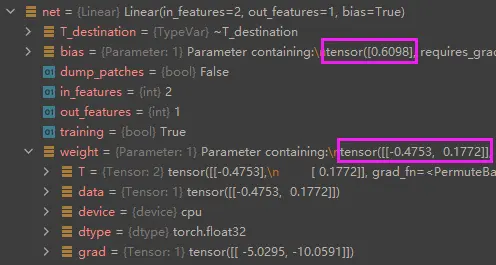 net = {Linear} Linear(in_features=2, out_features=1, bias=True)
T_destination = {TypeVar} ~T_destination
bias = {Parameter: 1} Parameter containing:\ntensor([0.6098], requires_grad
dump_patches = {bool} False
in_features = {int} 2
out_features = {int} 1
training = {bool} True
weight = {Parameter: 1} Parameter containing:\ntensor([[-0.4753, 0.1772]]
T = {Tensor: 2} tensor([[-0.4753],\n [ 0.1772]], grad_fn=<PermuteBa
data = {Tensor: 1} tensor([[-0.4753, 0.1772]])
device = {device} cpu
dtype = {dtype} torch.float32
grad = {Tensor: 1} tensor([[ -5.0295, -10.0591]])